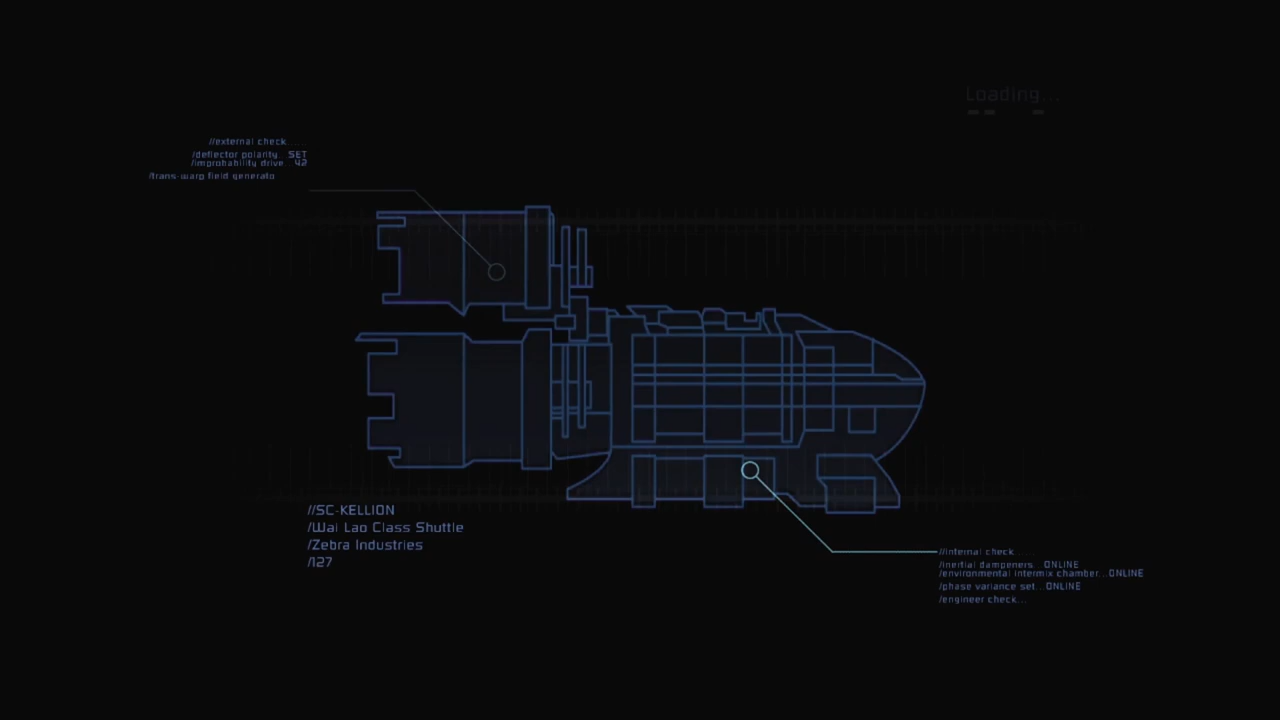 Loading...
//external check.....
/deflector polarity...SET
/improbability drive...42
/trans-warp field generato
//SC-KELLION
/Wai Lao Class Shuttle
/Zebra Industries
/127
//internal check......
/inertial dampeners...ONLINE
/environmental intermix chamber...ONLINE
/phase variance set...ONLINE
/engineer check...